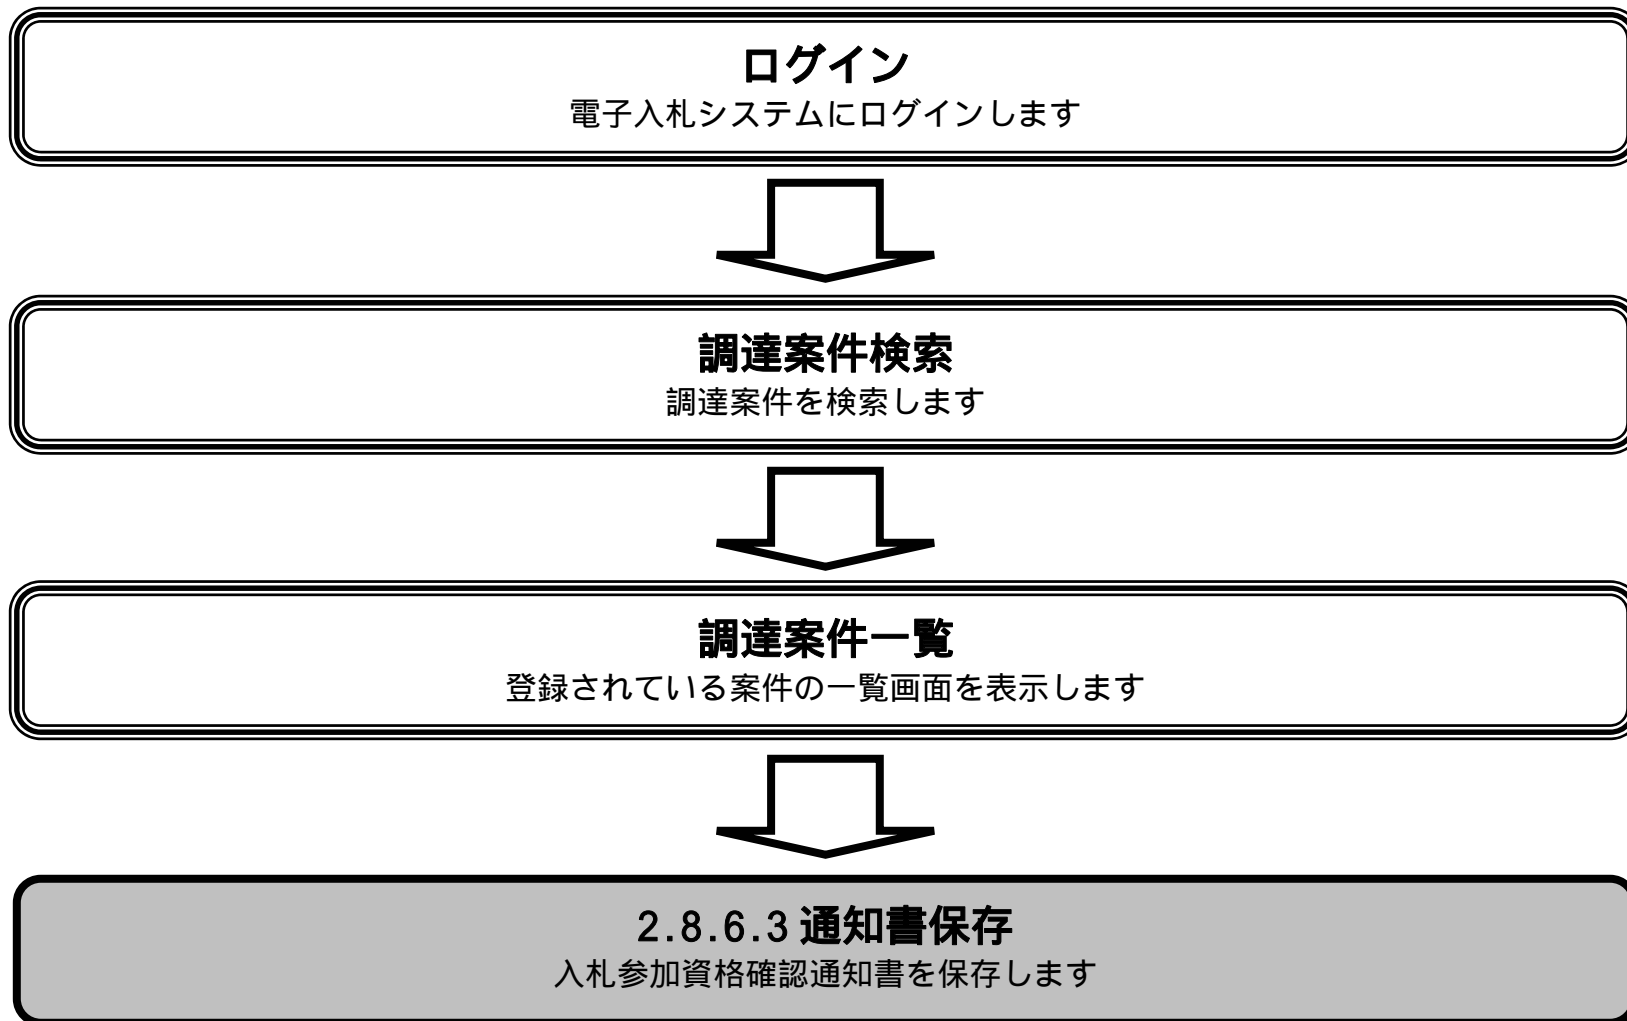 ログイン
電子入札システムにログインします
調達案件検索
調達案件を検索します
調達案件一覧
登録されている案件の一覧画面を表示します
2.8.6.3 通知書保存
入札参加資格確認通知書を保存します